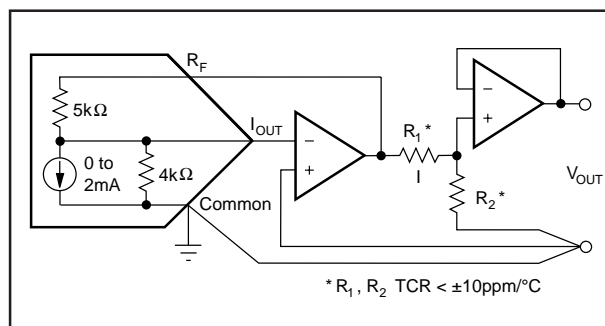 R_F
5kΩ
I_OUT
0 to
2mA
4kΩ
Common
–
+
R_1*
I
R_2*
–
+
V_OUT
*R_1, R_2 TCR < ±10ppm/°C